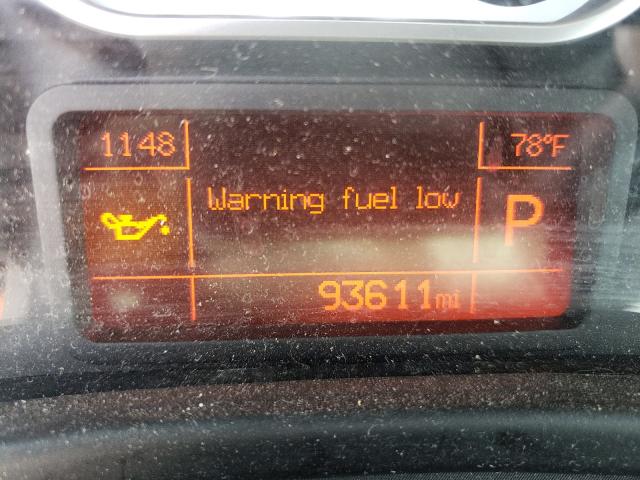 1148
78°F
Warning fuel low
P
93611mi